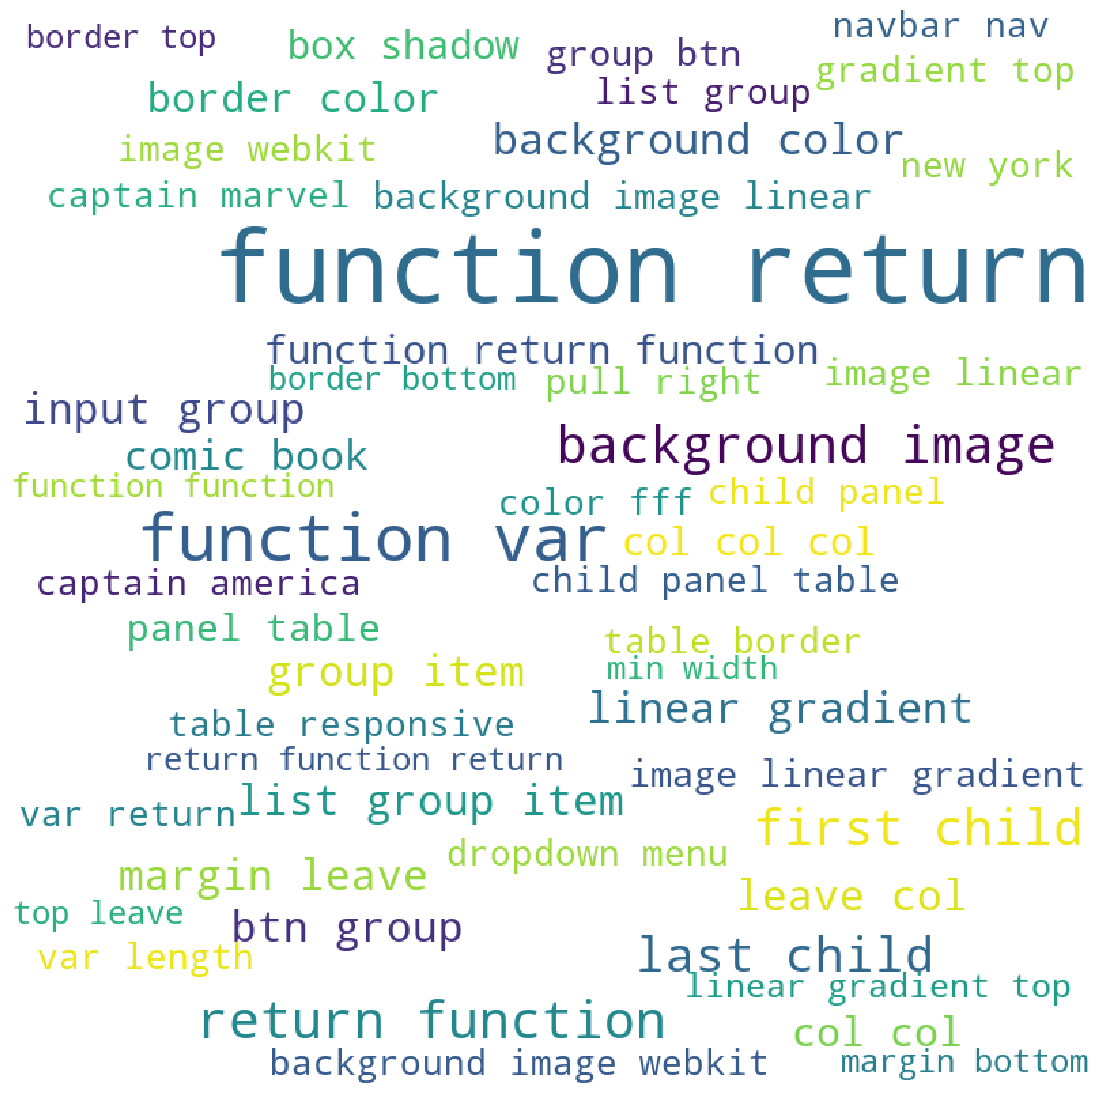 border top
box shadow
group btn
navbar nav
list group
gradient top
border color
image webkit
background color
new york
captain marvel
background image linear
function return
function return function
border bottom
pull right
image linear
input group
comic book
background image
function function
color fff
child panel
function var
col col col
captain america
child panel table
panel table
table border
group item
min width
table responsive
linear gradient
return function return
image linear gradient
var return
list group item
first child
margin leave
dropdown menu
leave col
top leave
btn group
var length
last child
linear gradient top
return function
col col
background image webkit
margin bottom